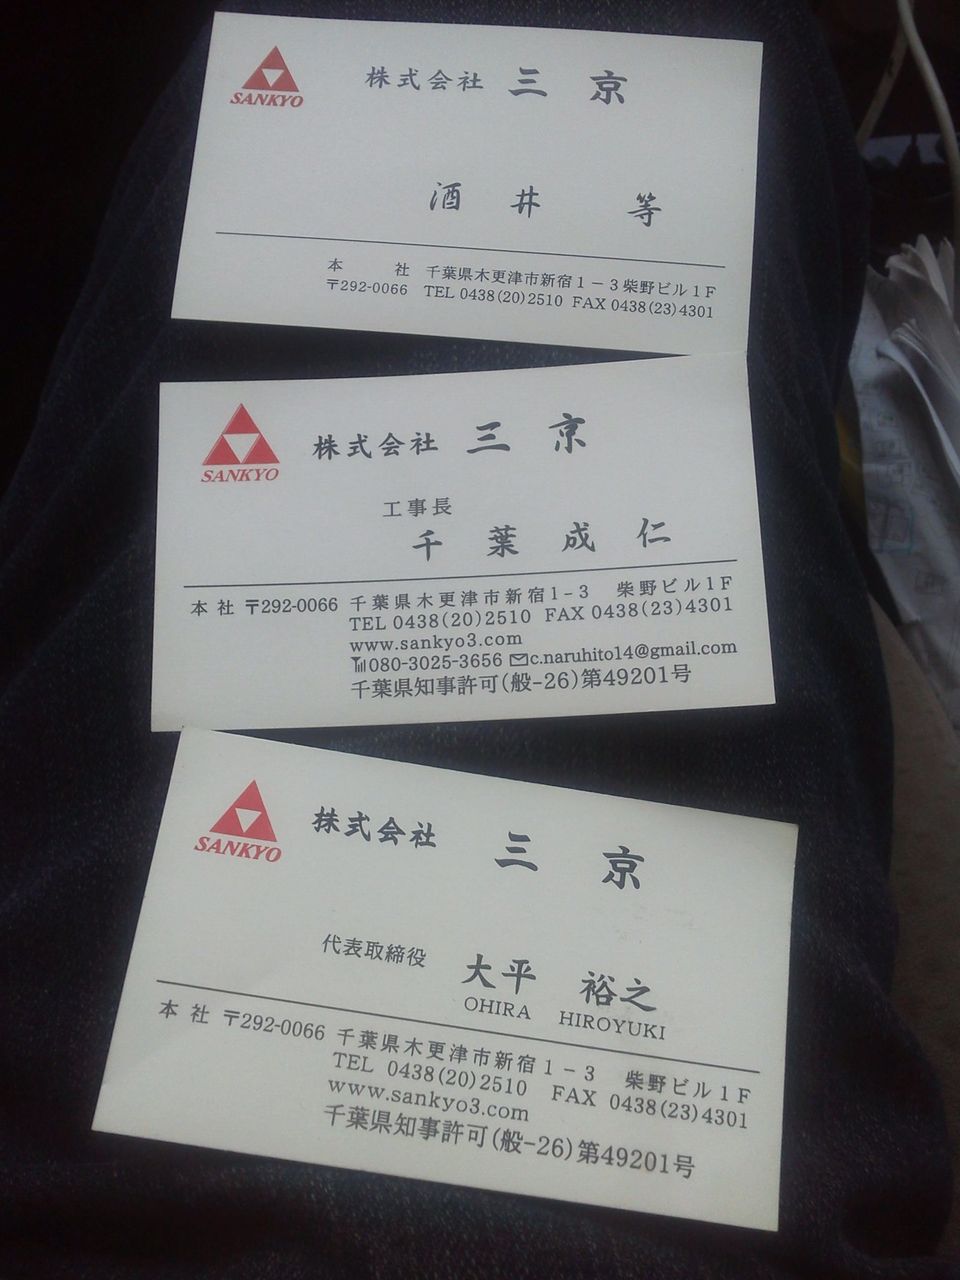 SANKYO
株式会社 三京
酒井 等
本社 千葉県木更津市新宿１−３柴野ビル１F
〒292-0066 TEL 0438(20)2510 FAX 0438(23)4301
SANKYO
株式会社 三京
工事長
千葉成仁
本社 〒292-0066 千葉県木更津市新宿1−3 柴野ビル1F
TEL 0438(20)2510 FAX 0438(23)4301
www.sankyo3.com
080-3025-3656 c.naruhito14@gmail.com
千葉県知事許可(般-26)第49201号
SANKYO
株式会社 三京
代表取締役 大平 裕之
OHIRA HIROYUKI
本社 〒292-0066 千葉県木更津市新宿1−3 柴野ビル1F
TEL 0438(20)2510 FAX 0438(23)4301
www.sankyo3.com
千葉県知事許可(般-26)第49201号